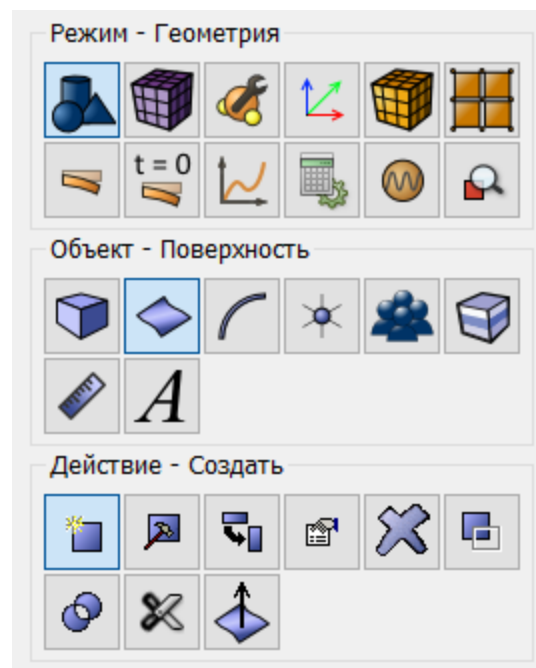 Режим - Геометрия
t = 0
Объект - Поверхность
A
Действие - Создать